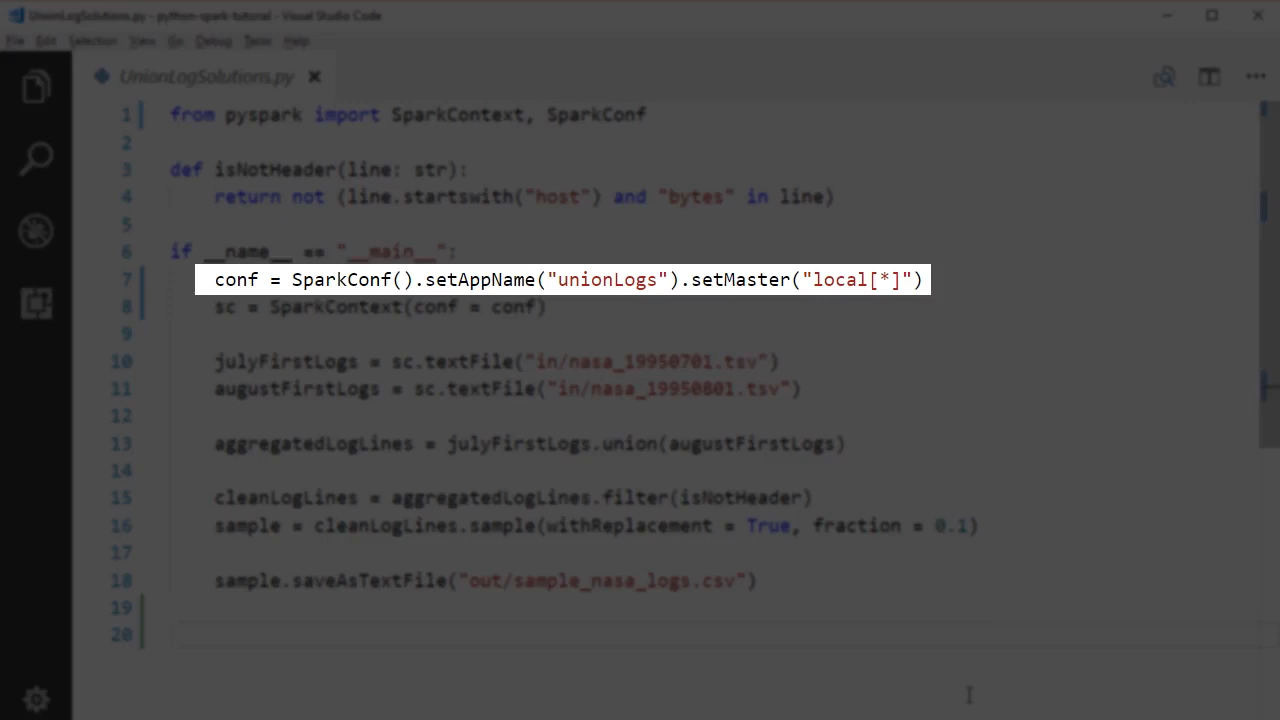 UnionLogSolutions.py - python-spark-tutorial - Visual Studio Code
File Edit Selection View Go Debug Tasks Help
UnionLogSolutions.py
1 from pyspark import SparkContext, SparkConf
2
3 def isNotHeader(line: str):
4 return not (line.startswith("host") and "bytes" in line)
5
6 if __name__ == "__main__":
7 conf = SparkConf().setAppName("unionLogs").setMaster("local[*]")
8 sc = SparkContext(conf = conf)
9
10 julyFirstLogs = sc.textFile("in/nasa_19950701.tsv")
11 augustFirstLogs = sc.textFile("in/nasa_19950801.tsv")
12
13 aggregatedLogLines = julyFirstLogs.union(augustFirstLogs)
14
15 cleanLogLines = aggregatedLogLines.filter(isNotHeader)
16 sample = cleanLogLines.sample(withReplacement = True, fraction = 0.1)
17
18 sample.saveAsTextFile("out/sample_nasa_logs.csv")
19
20